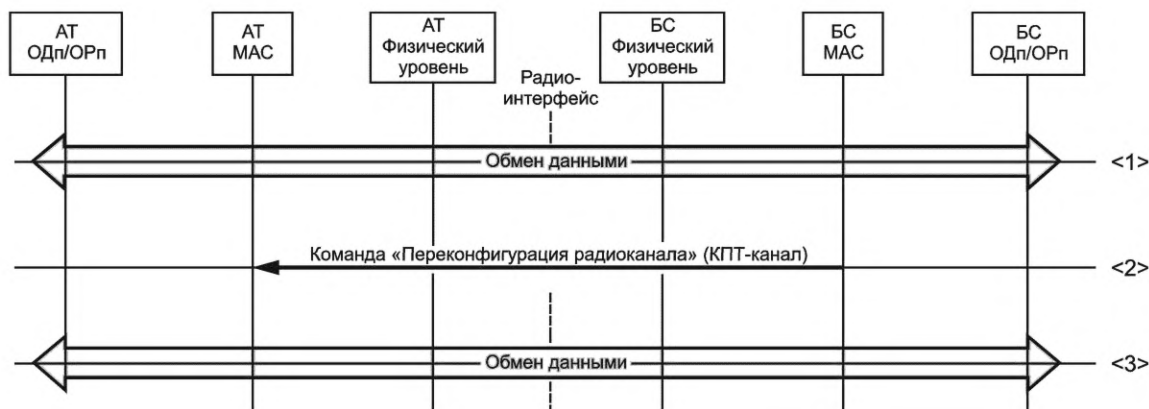 АТ
ОДп/ОРп
АТ
МАС
АТ
Физический
уровень
Радио-
интерфейс
БС
Физический
уровень
БС
МАС
БС
ОДп/ОРп
Обмен данными
<1>
Команда «Переконфигурация радиоканала» (КПТ-канал)
<2>
Обмен данными
<3>